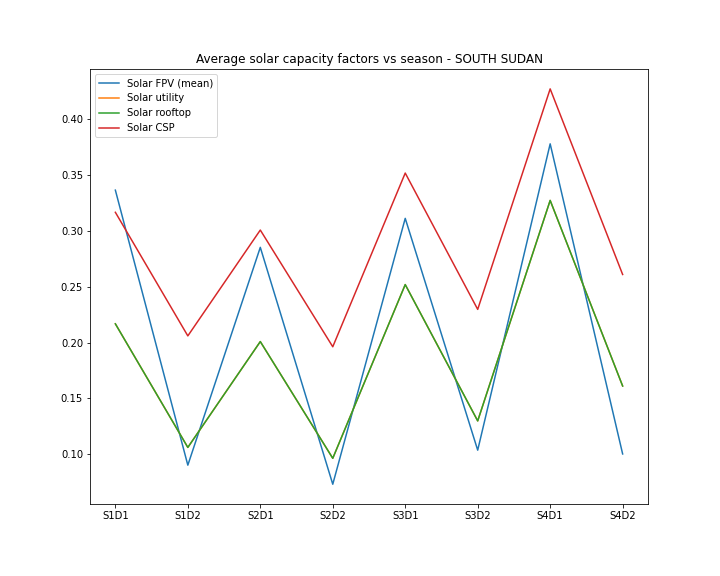 Average solar capacity factors vs season - SOUTH SUDAN
Solar FPV (mean)
Solar utility
Solar rooftop
Solar CSP
0.40
0.35
0.30
0.25
0.20
0.15
0.10
S1D1 S1D2 S2D1 S2D2 S3D1 S3D2 S4D1 S4D2